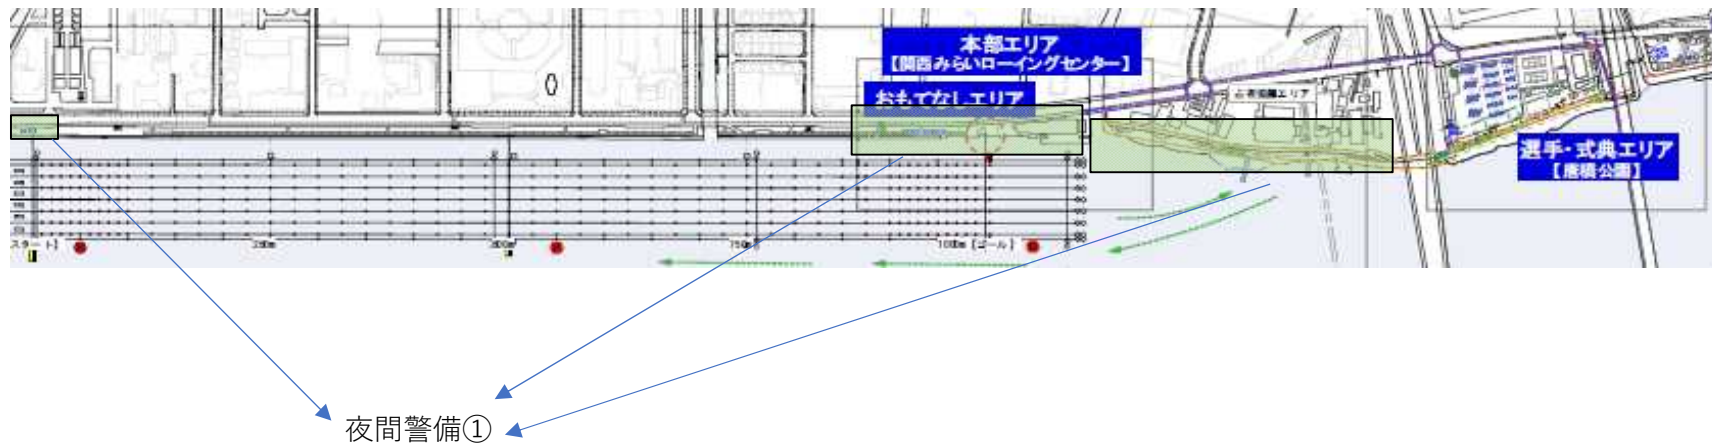 本部エリア
【関西みらいローイングセンター】
おもてなしエリア
選手・式典エリア
【唐橋公園】
スタート】
250m
500m
750m
1000m【ゴール】
夜間警備①